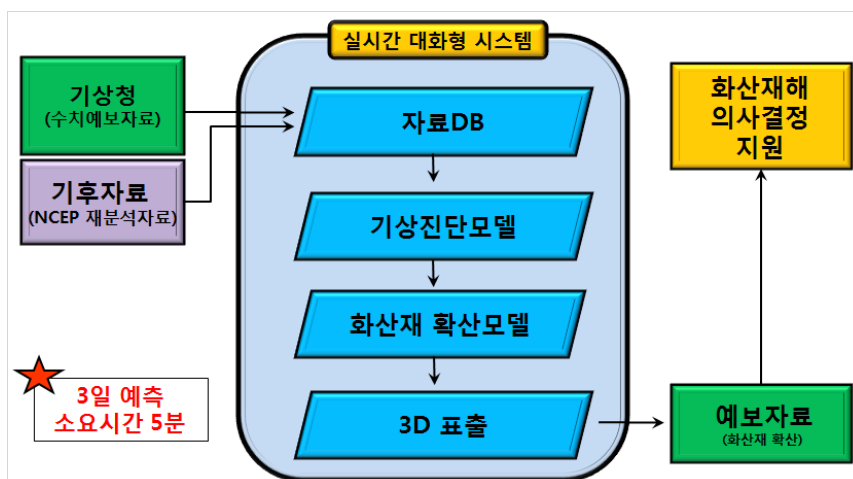 실시간 대화형 시스템
기상청
(수치예보자료)
기후자료
(NCEP 재분석자료)
자료DB
기상진단모델
화산재 확산모델
3D 표출
3일 예측
소요시간 5분
화산재해
의사결정
지원
예보자료
(화산재 확산)